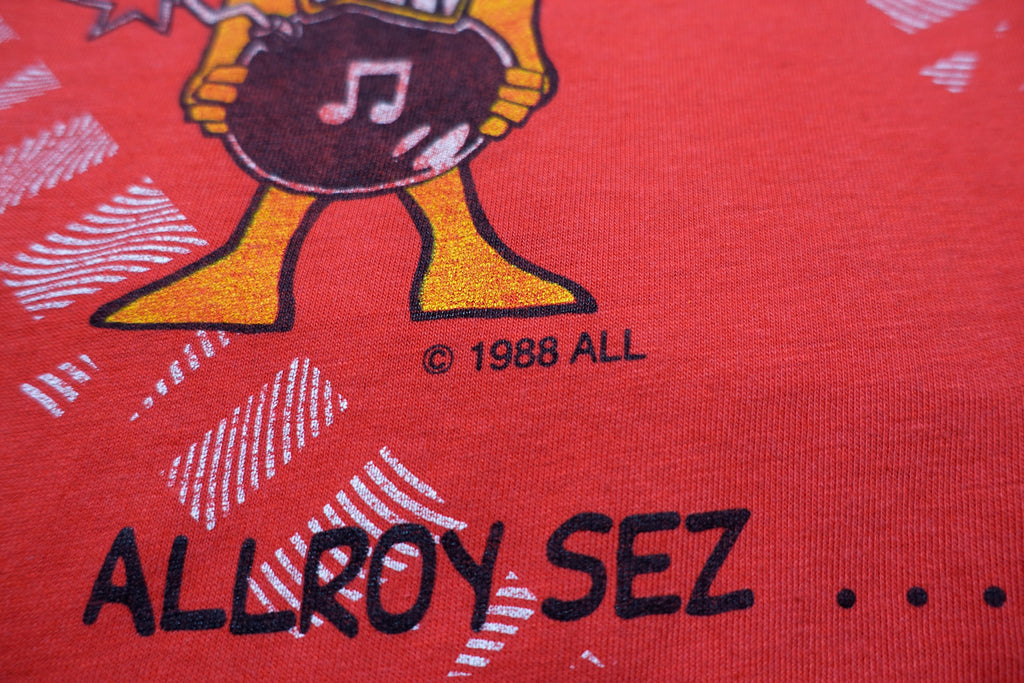 © 1988 ALL
ALLROY SEZ . . .